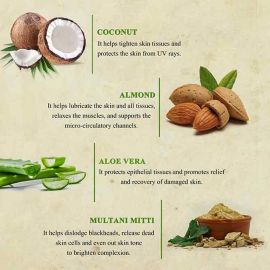 COCONUT
It helps tighten skin tissues and
protects the skin from UV rays.
ALMOND
It helps lubricate the skin and all tissues,
relaxes the muscles, and supports the
micro-circulatory channels.
ALOE VERA
It protects epithelial tissues and promotes relief
and recovery of damaged skin.
MULTANI MITTI
It helps dislodge blackheads, release dead
skin cells and even out skin tone
to brighten complexion.